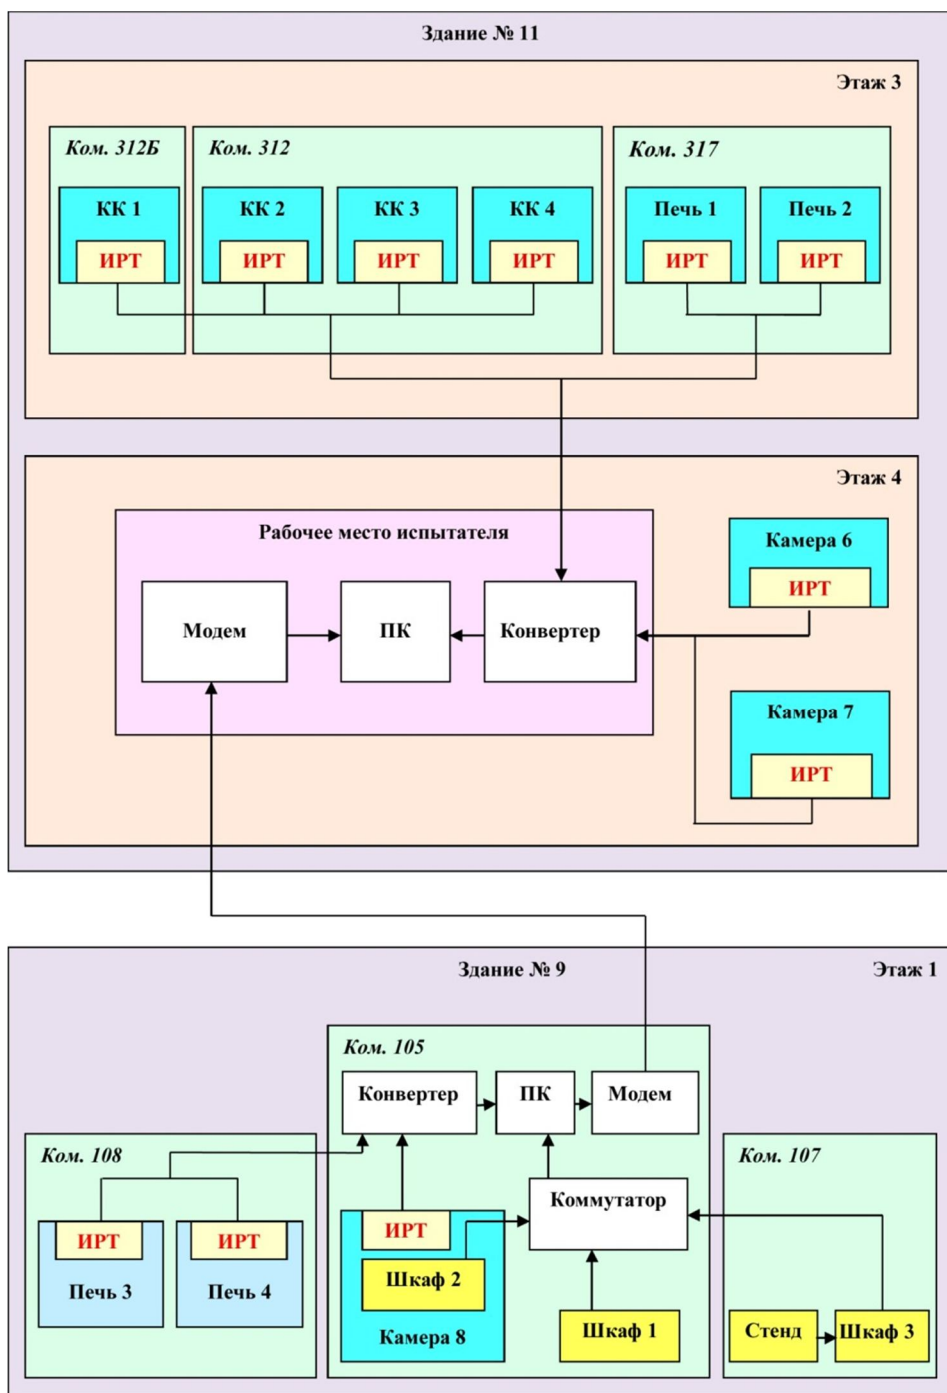 Здание № 11
Этаж 3
Ком. 312Б
Ком. 312
Ком. 317
КК 1
КК 2
КК 3
КК 4
Печь 1
Печь 2
ИРТ
ИРТ
ИРТ
ИРТ
ИРТ
ИРТ
Этаж 4
Рабочее место испытателя
Камера 6
ИРТ
Модем
ПК
Конвертер
Камера 7
ИРТ
Здание № 9
Этаж 1
Ком. 105
Конвертер
ПК
Модем
Ком. 108
Ком. 107
Коммутатор
ИРТ
ИРТ
ИРТ
Шкаф 2
Печь 3
Печь 4
Камера 8
Шкаф 1
Стенд
Шкаф 3